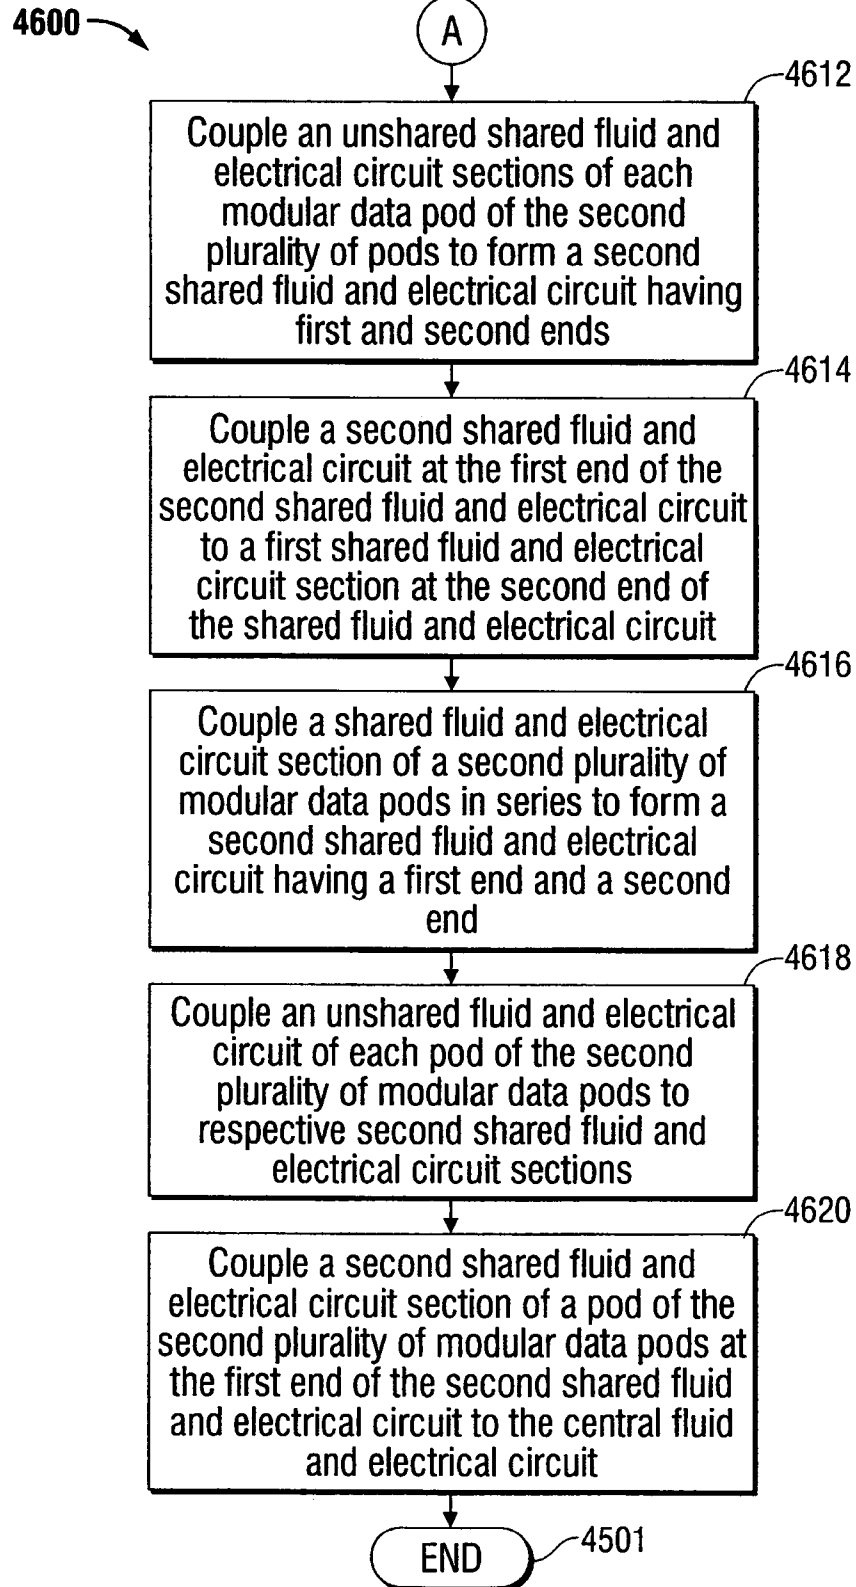 4600
A
4612
Couple an unshared shared fluid and
electrical circuit sections of each
modular data pod of the second
plurality of pods to form a second
shared fluid and electrical circuit having
first and second ends
4614
Couple a second shared fluid and
electrical circuit at the first end of the
second shared fluid and electrical circuit
to a first shared fluid and electrical
circuit section at the second end of
the shared fluid and electrical circuit
4616
Couple a shared fluid and electrical
circuit section of a second plurality of
modular data pods in series to form a
second shared fluid and electrical
circuit having a first end and a second
end
4618
Couple an unshared fluid and electrical
circuit of each pod of the second
plurality of modular data pods to
respective second shared fluid and
electrical circuit sections
4620
Couple a second shared fluid and
electrical circuit section of a pod of the
second plurality of modular data pods at
the first end of the second shared fluid
and electrical circuit to the central fluid
and electrical circuit
END
4501